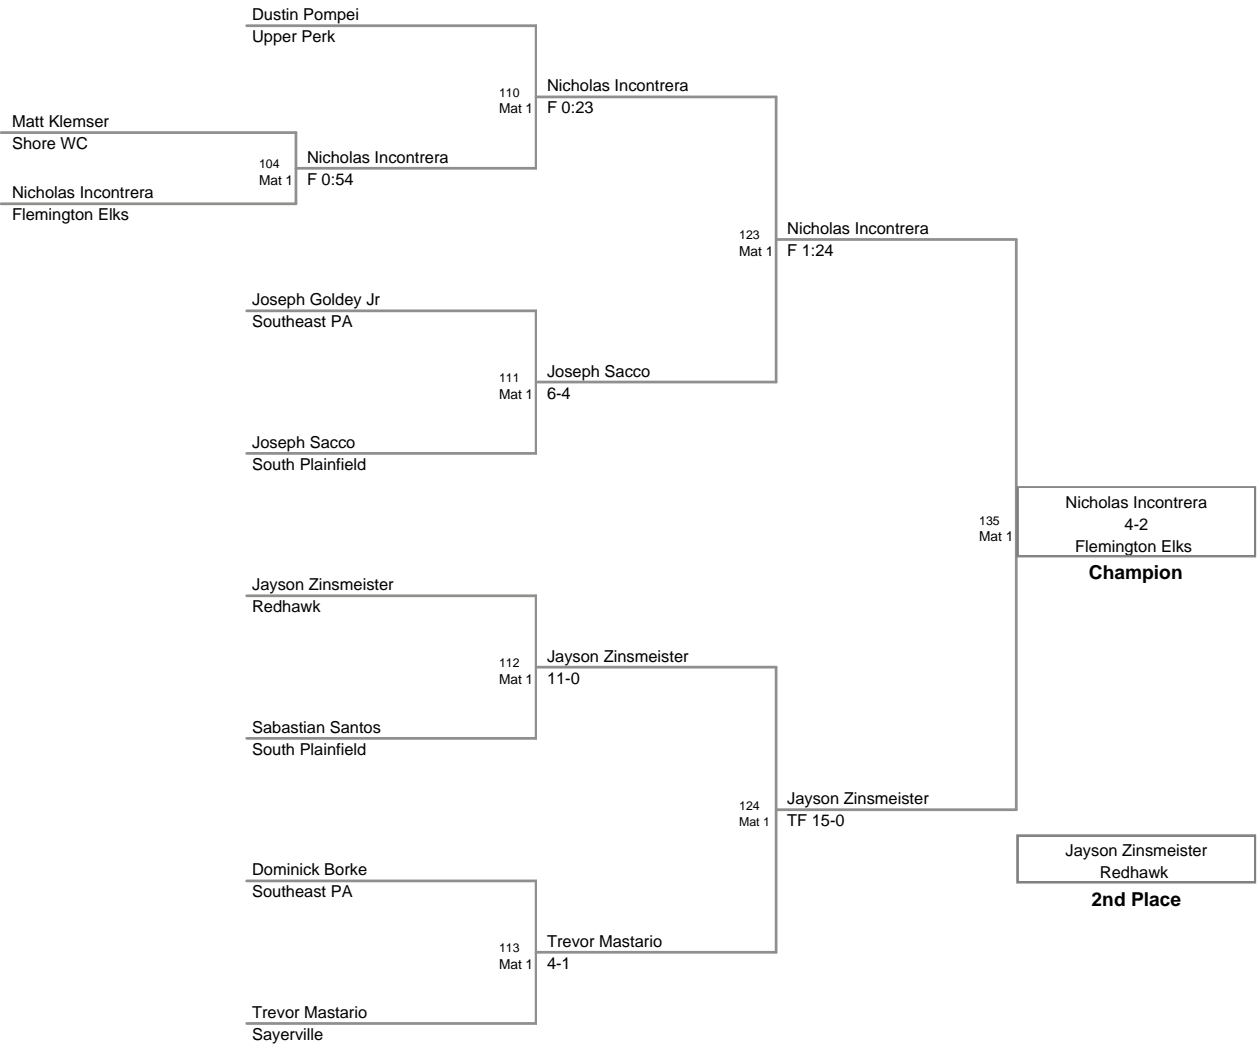 Dustin Pompei
Upper Perk
110
Mat 1
Nicholas Incontrera
F 0:23
Matt Klemser
Shore WC
104
Mat 1
Nicholas Incontrera
F 0:54
Nicholas Incontrera
Flemington Elks
123
Mat 1
Nicholas Incontrera
F 1:24
Joseph Goldey Jr
Southeast PA
111
Mat 1
Joseph Sacco
6-4
Joseph Sacco
South Plainfield
135
Mat 1
Nicholas Incontrera
4-2
Flemington Elks
Champion
Jayson Zinsmeister
Redhawk
112
Mat 1
Jayson Zinsmeister
11-0
Sabastian Santos
South Plainfield
124
Mat 1
Jayson Zinsmeister
TF 15-0
Jayson Zinsmeister
Redhawk
2nd Place
Dominick Borke
Southeast PA
113
Mat 1
Trevor Mastario
4-1
Trevor Mastario
Sayerville